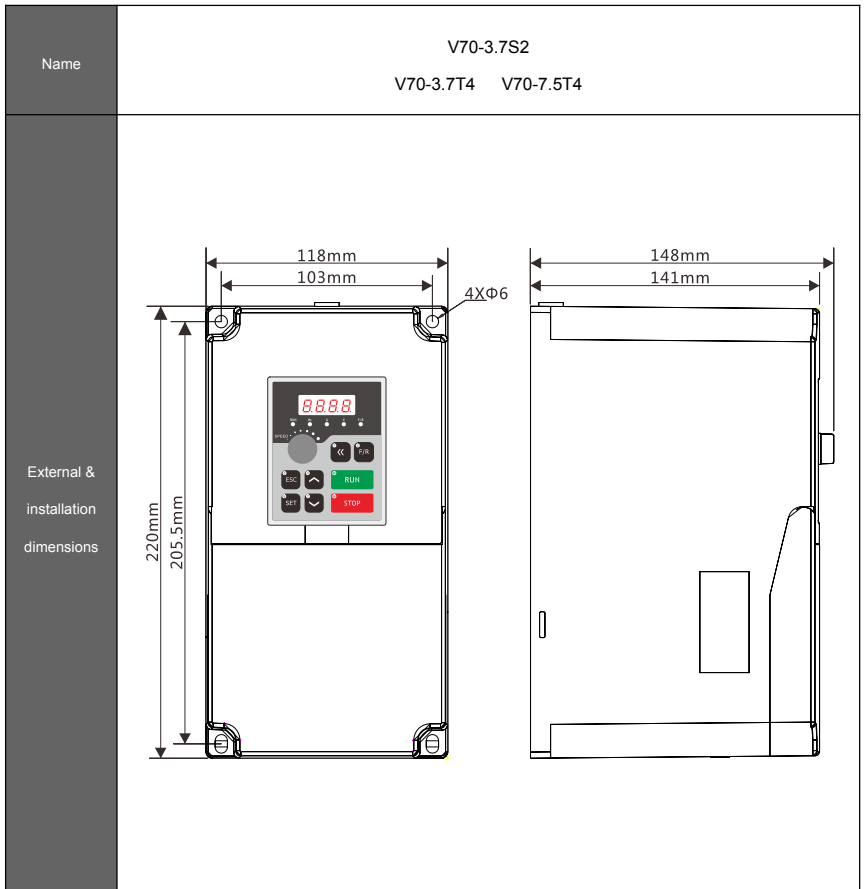 Name
V70-3.7S2
V70-3.7T4 V70-7.5T4
External &
installation
dimensions
118mm
103mm
4XΦ6
220mm
205.5mm
8.8.8.8.
SPEED
«
F/R
ESC
RUN
SET
STOP
148mm
141mm